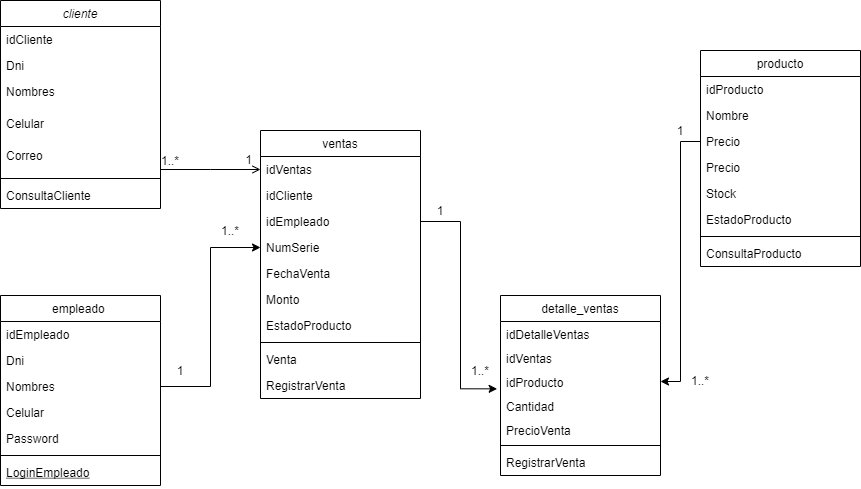 cliente
idCliente
Dni
Nombres
Celular
Correo
ConsultaCliente
1..*
1
ventas
idVentas
idCliente
idEmpleado
NumSerie
FechaVenta
Monto
EstadoProducto
Venta
RegistrarVenta
1..*
1
empleado
idEmpleado
Dni
Nombres
Celular
Password
LoginEmpleado
1
1..*
detalle_ventas
idDetalleVentas
idVentas
idProducto
Cantidad
PrecioVenta
RegistrarVenta
1
1..*
producto
idProducto
Nombre
Precio
Precio
Stock
EstadoProducto
ConsultaProducto